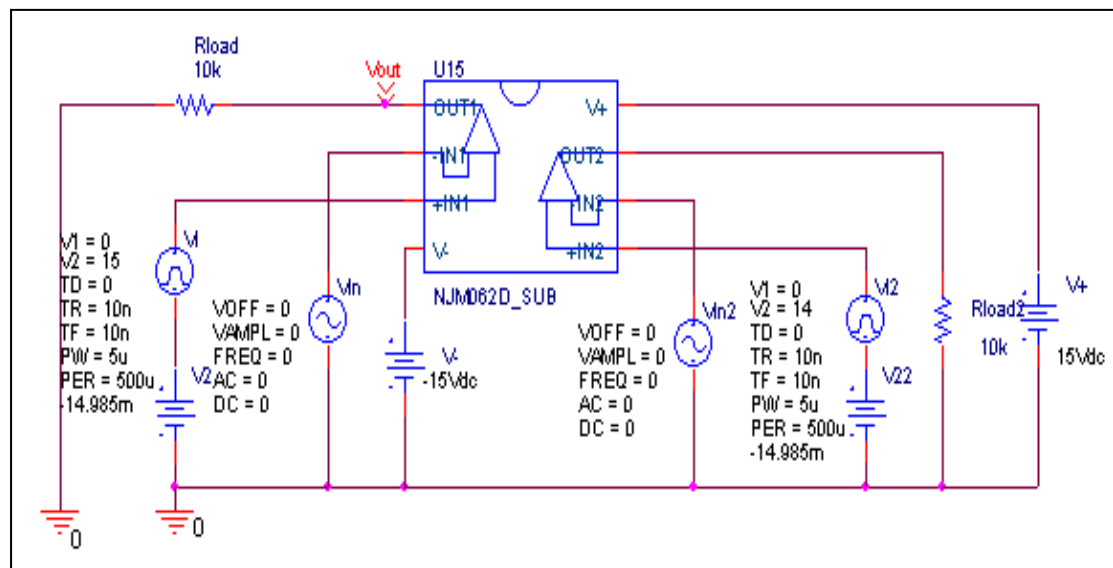 Rload
10k
Vout
U15
OUT1
V+
-IN1
OUT2
+IN1
-IN2
V-
+IN2
NJM062D_SUB
VI
V1 = 0
V2 = 15
TD = 0
TR = 10n
TF = 10n
PW = 5u
PER = 500u
-14.985m
V2
VIn
VOFF = 0
VAMPL = 0
FREQ = 0
AC = 0
DC = 0
V-
-15Vdc
VIn2
VOFF = 0
VAMPL = 0
FREQ = 0
AC = 0
DC = 0
V1 = 0
V2 = 14
TD = 0
TR = 10n
TF = 10n
PW = 5u
PER = 500u
-14.985m
VI2
V22
Rload2
10k
V+
15Vdc
0
0